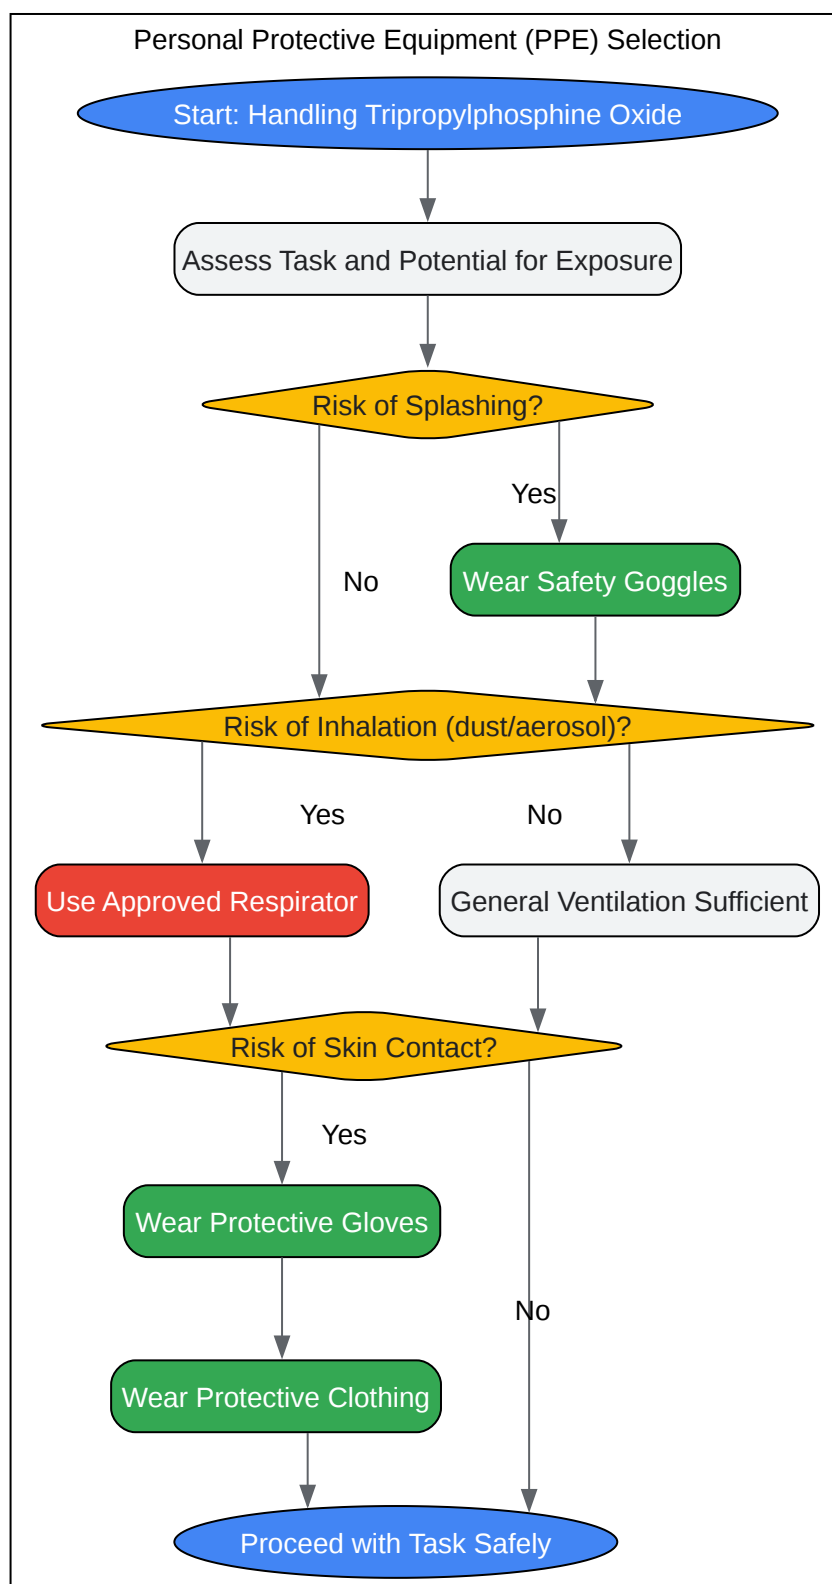 Personal Protective Equipment (PPE) Selection
Start: Handling Tripropylphosphine Oxide
Assess Task and Potential for Exposure
Risk of Splashing?
Yes
Wear Safety Goggles
No
Risk of Inhalation (dust/aerosol)?
Yes
No
Use Approved Respirator
General Ventilation Sufficient
Risk of Skin Contact?
Yes
Wear Protective Gloves
No
Wear Protective Clothing
Proceed with Task Safely